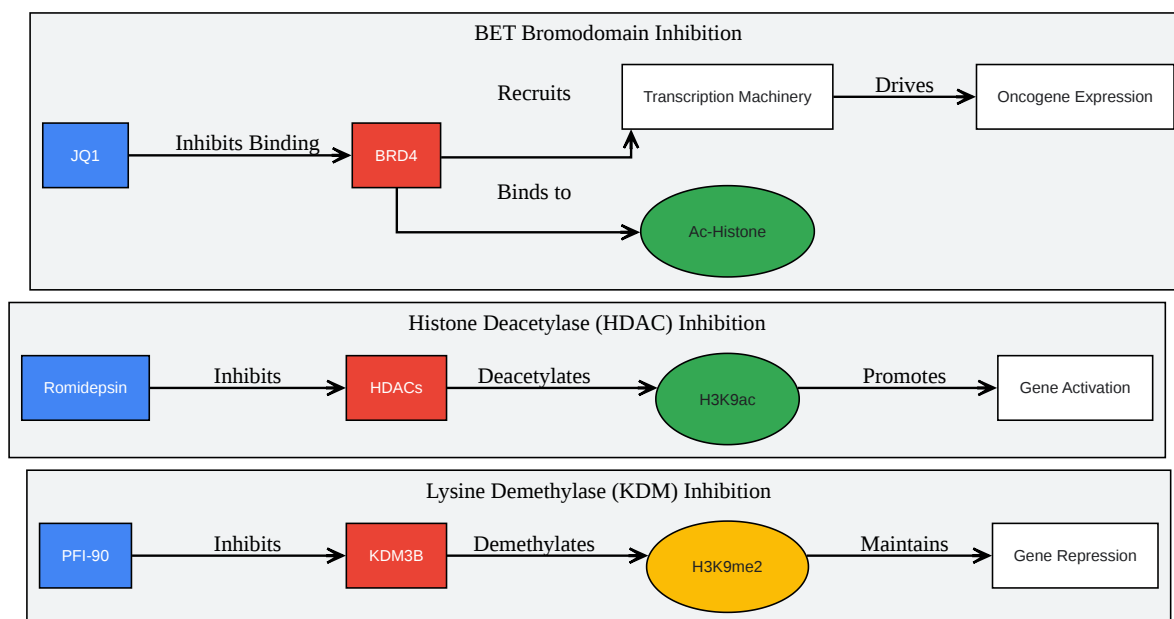 BET Bromodomain Inhibition
Recruits
Transcription Machinery
Drives
Oncogene Expression
JQ1
Inhibits Binding
BRD4
Binds to
Ac-Histone
Histone Deacetylase (HDAC) Inhibition
Romidepsin
Inhibits
HDACs
Deacetylates
H3K9ac
Promotes
Gene Activation
Lysine Demethylase (KDM) Inhibition
PFI-90
Inhibits
KDM3B
Demethylates
H3K9me2
Maintains
Gene Repression